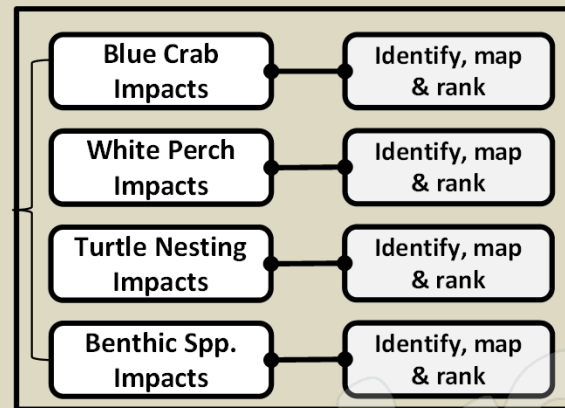 Blue Crab
Impacts
Identify, map
& rank
White Perch
Impacts
Identify, map
& rank
Turtle Nesting
Impacts
Identify, map
& rank
Benthic Spp.
Impacts
Identify, map
& rank